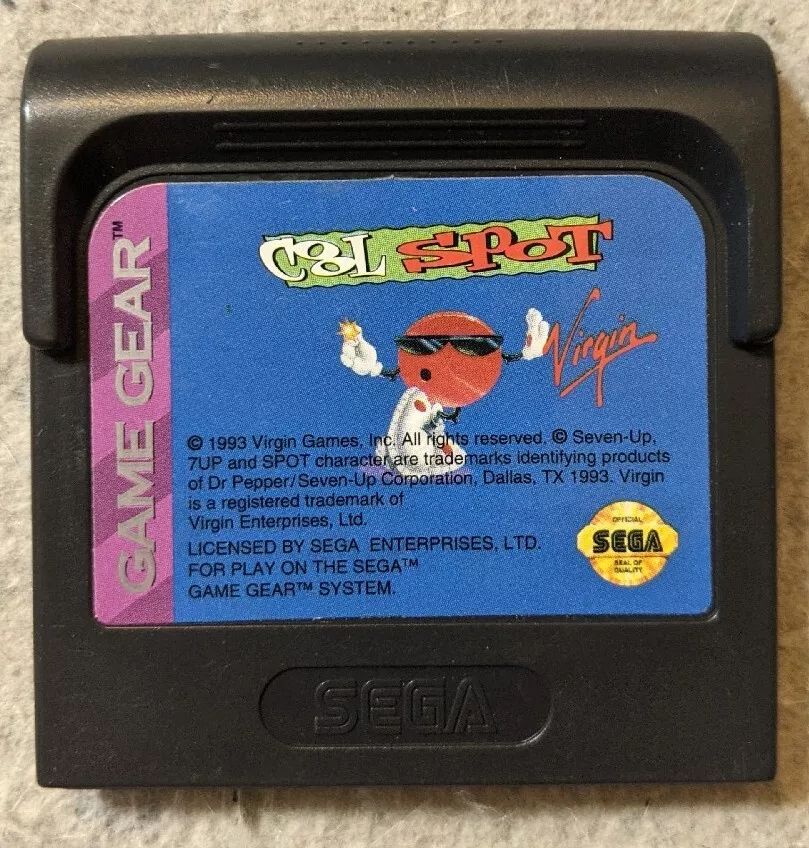 GAME GEAR™
COOL SPOT
Virgin
© 1993 Virgin Games, Inc. All rights reserved. © Seven-Up,
7UP and SPOT character are trademarks identifying products
of Dr Pepper/Seven-Up Corporation, Dallas, TX 1993. Virgin
is a registered trademark of
Virgin Enterprises, Ltd.
LICENSED BY SEGA ENTERPRISES, LTD.
FOR PLAY ON THE SEGA™
GAME GEAR™ SYSTEM.
OFFICIAL
SEGA
SEAL OF
QUALITY
SEGA